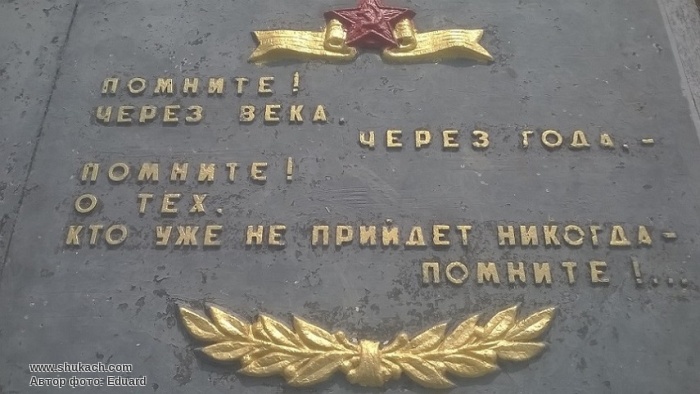 ПОМНИТЕ!
ЧЕРЕЗ ВЕКА,
ЧЕРЕЗ ГОДА,-
ПОМНИТЕ!
О ТЕХ,
КТО УЖЕ НЕ ПРИЙДЕТ НИКОГДА-
ПОМНИТЕ!...
www.shukach.com
Автор фото: Eduard